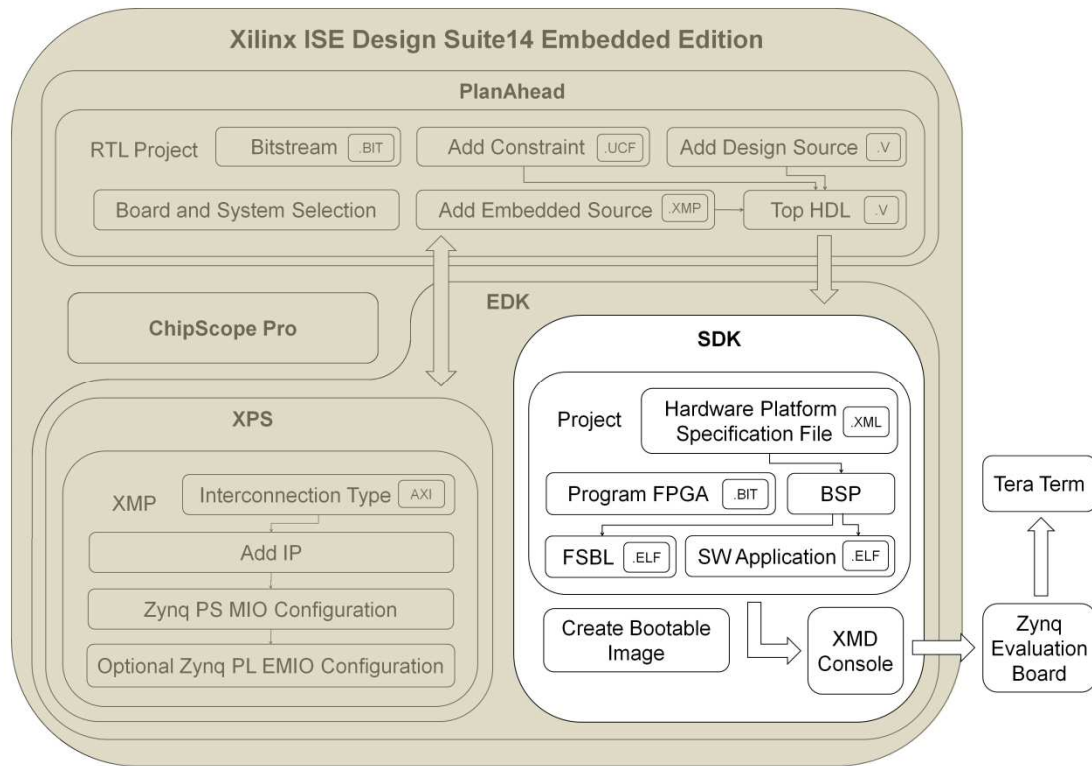 Xilinx ISE Design Suite14 Embedded Edition
PlanAhead
RTL Project
Bitstream .BIT
Add Constraint .UCF
Add Design Source .V
Board and System Selection
Add Embedded Source .XMP
Top HDL .V
ChipScope Pro
EDK
XPS
XMP
Interconnection Type AXI
Add IP
Zynq PS MIO Configuration
Optional Zynq PL EMIO Configuration
SDK
Project
Hardware Platform
Specification File .XML
Program FPGA .BIT
BSP
FSBL .ELF
SW Application .ELF
Create Bootable
Image
XMD
Console
Tera Term
Zynq
Evaluation
Board